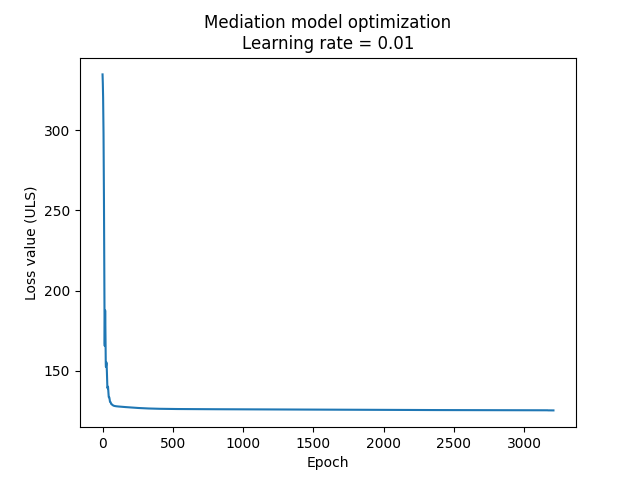 Mediation model optimization
Learning rate = 0.01
300
250
200
150
Loss value (ULS)
0 500 1000 1500 2000 2500 3000
Epoch